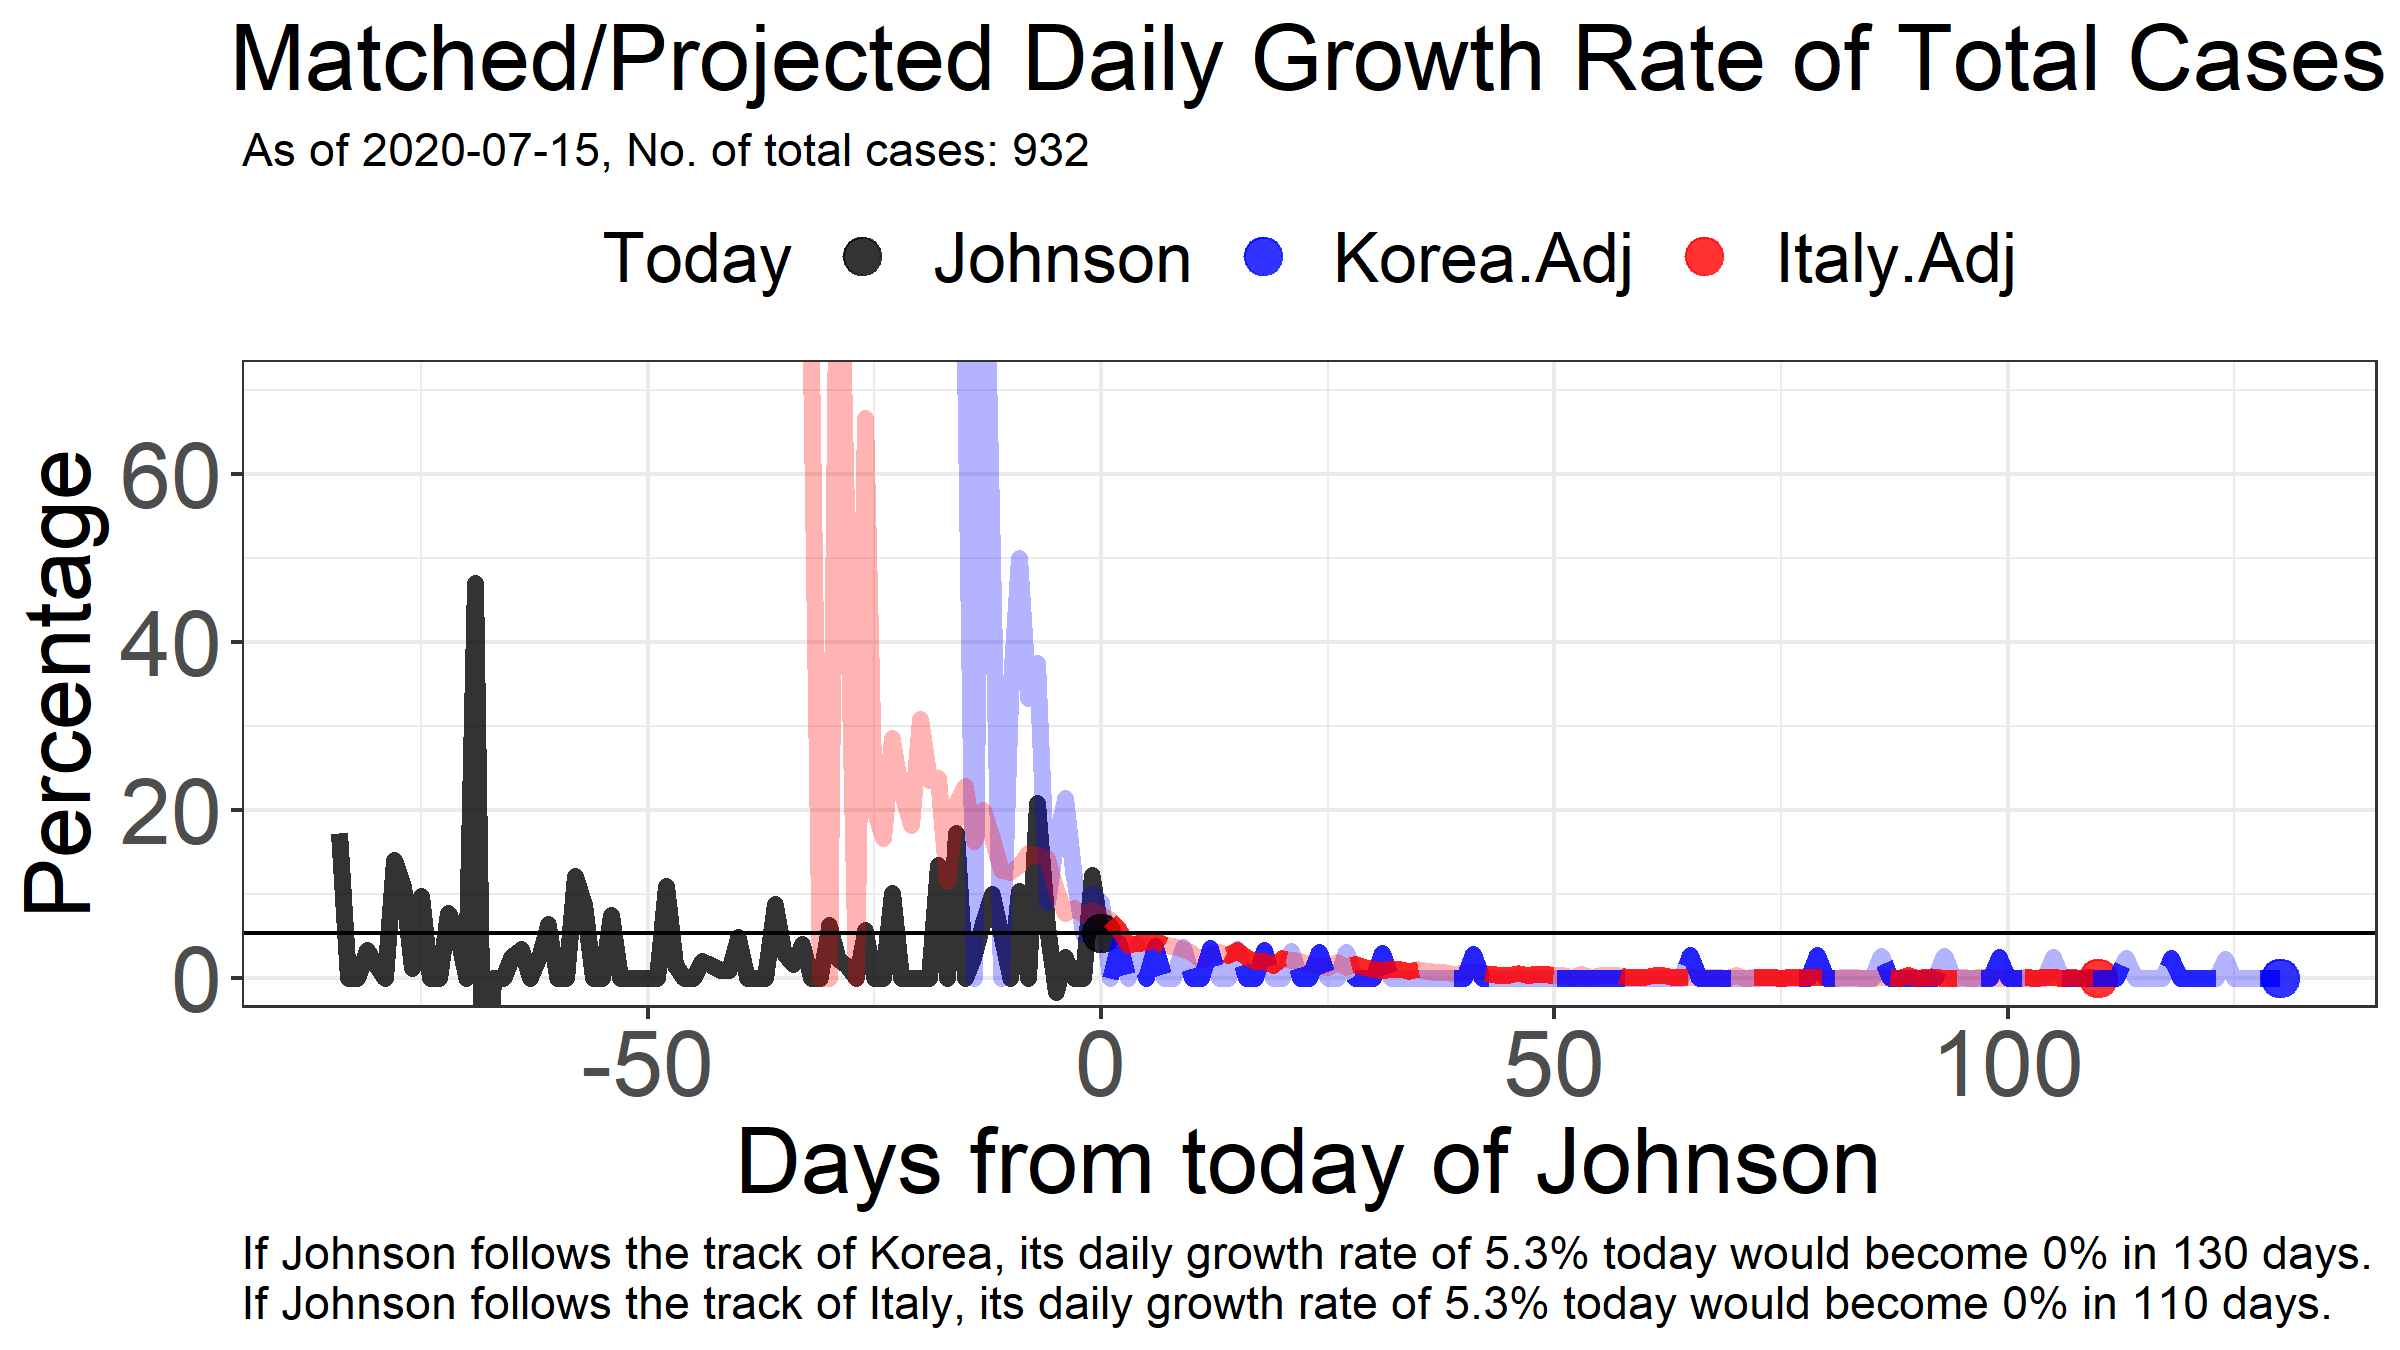 Matched/Projected Daily Growth Rate of Total Cases
As of 2020-07-15, No. of total cases: 932
Today Johnson Korea.Adj Italy.Adj
Percentage
60
40
20
0
-50 0 50 100
Days from today of Johnson
If Johnson follows the track of Korea, its daily growth rate of 5.3% today would become 0% in 130 days.
If Johnson follows the track of Italy, its daily growth rate of 5.3% today would become 0% in 110 days.